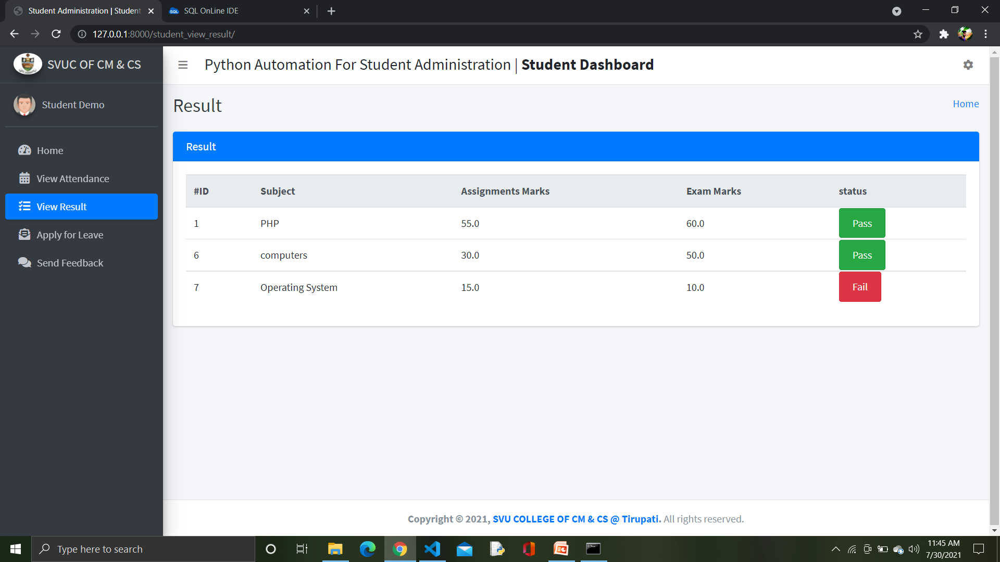 Student Administration | Student
SQL OnLine IDE
127.0.0.1:8000/student_view_result/
SVUC OF CM & CS
Python Automation For Student Administration | Student Dashboard
Student Demo
Result
Home
Home
View Attendance
View Result
Apply for Leave
Send Feedback
Result
#ID Subject Assignments Marks Exam Marks status
1 PHP 55.0 60.0 Pass
6 computers 30.0 50.0 Pass
7 Operating System 15.0 10.0 Fail
Copyright © 2021, SVU COLLEGE OF CM & CS @ Tirupati. All rights reserved.
Type here to search
11:45 AM
7/30/2021